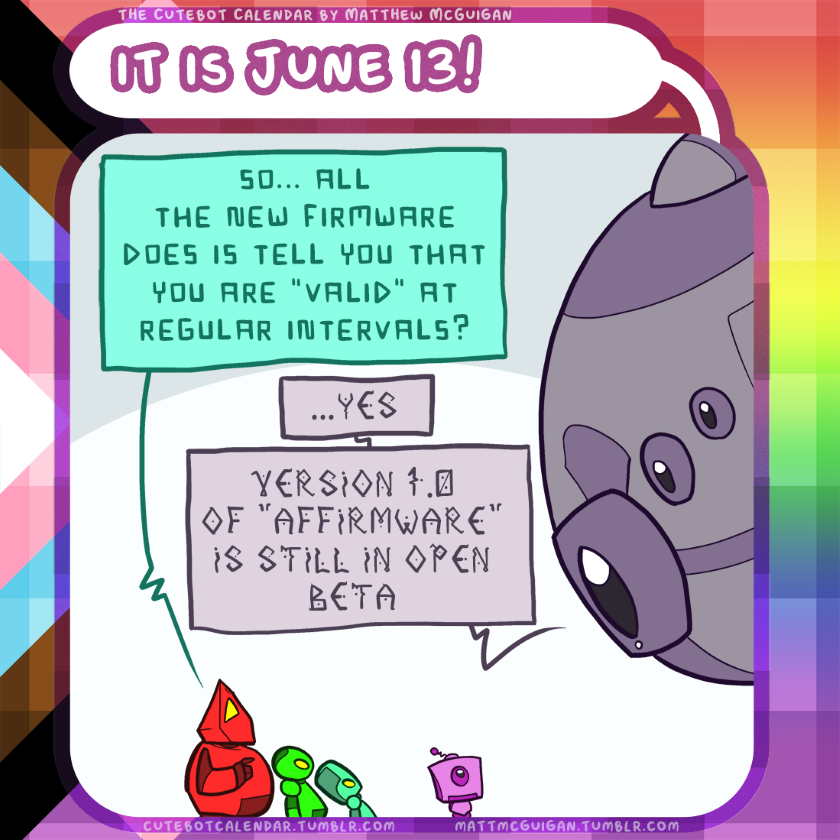 THE CUTEBOT CALENDAR BY MATTHEW MCGUIGAN
IT IS JUNE 13!
SO... ALL
THE NEW FIRMWARE
DOES IS TELL YOU THAT
YOU ARE "VALID" AT
REGULAR INTERVALS?
...YES
VERSION 1.0
OF "AFFIRMWARE"
IS STILL IN OPEN
BETA
CUTEBOTCALENDAR.TUMBLR.COM
MATTMCGUIGAN.TUMBLR.COM